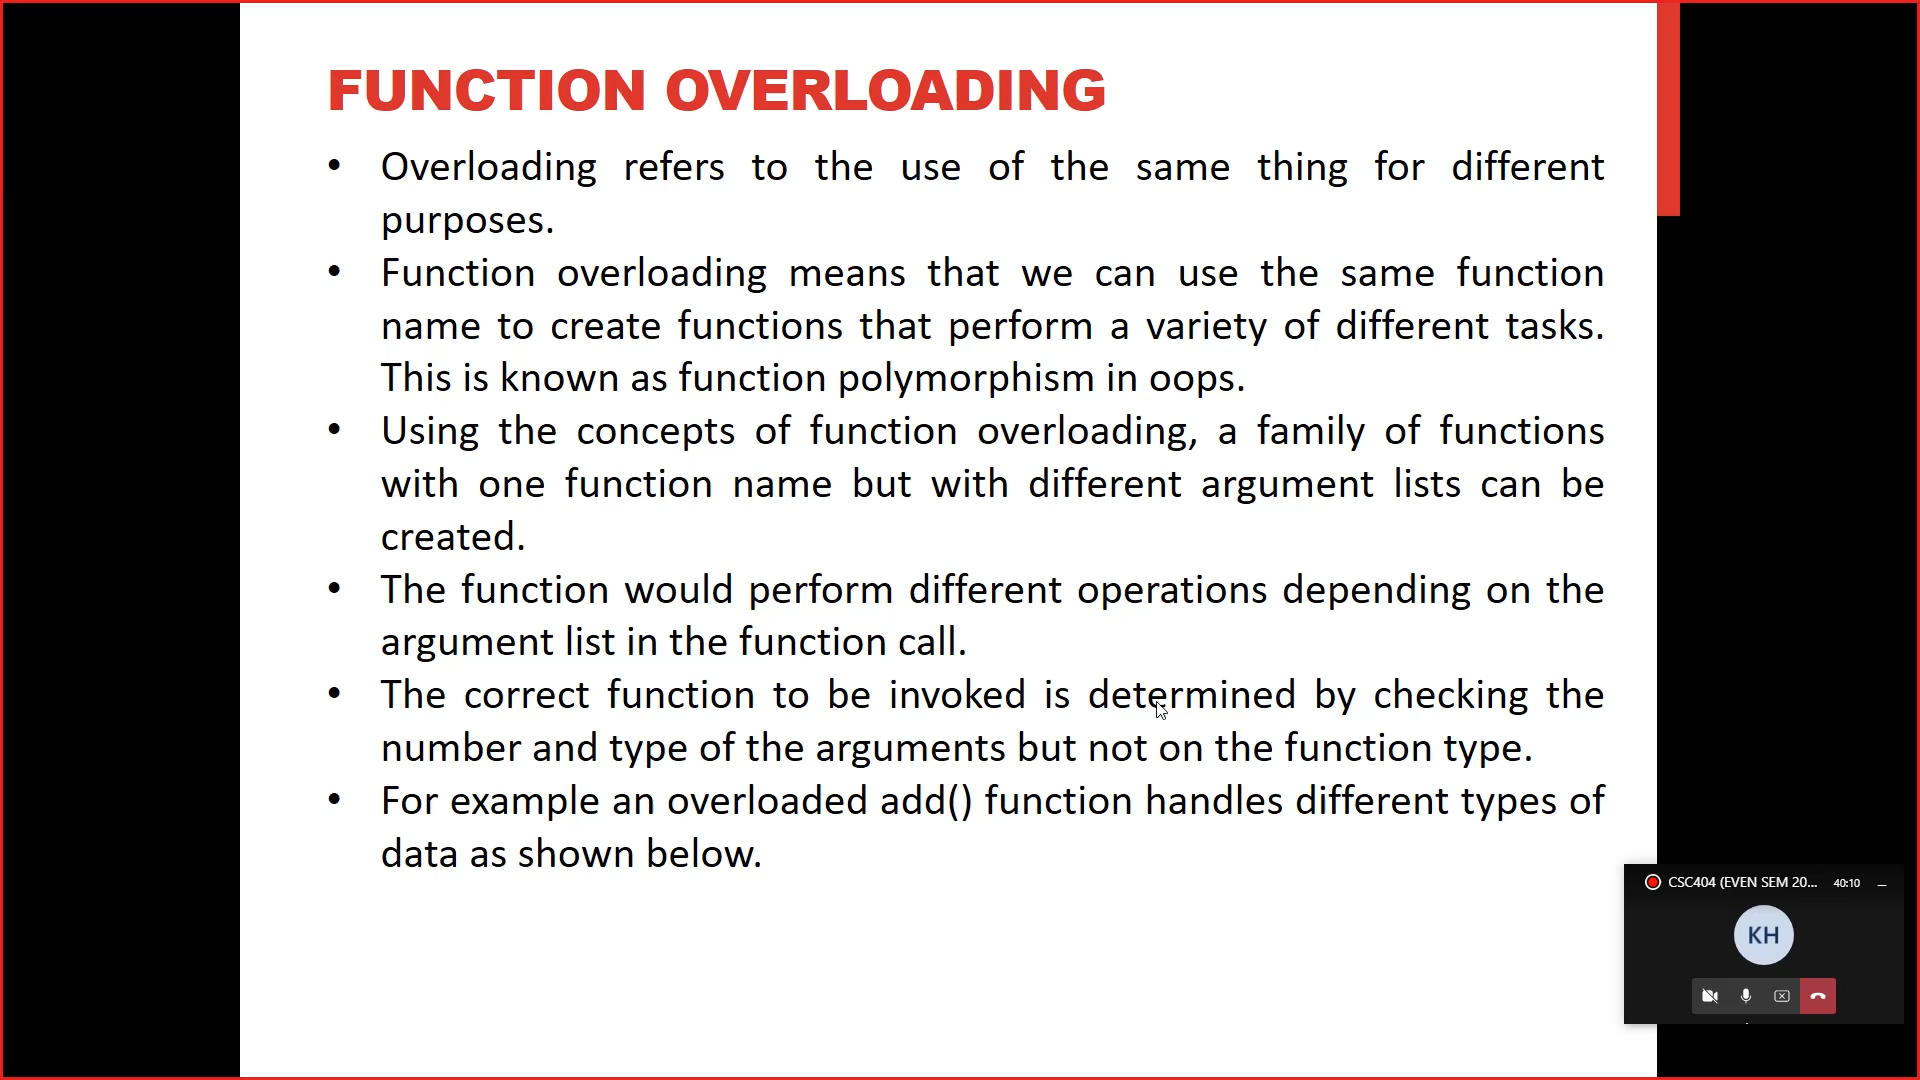 FUNCTION OVERLOADING
• Overloading refers to the use of the same thing for different
purposes.
• Function overloading means that we can use the same function
name to create functions that perform a variety of different tasks.
This is known as function polymorphism in oops.
• Using the concepts of function overloading, a family of functions
with one function name but with different argument lists can be
created.
• The function would perform different operations depending on the
argument list in the function call.
• The correct function to be invoked is determined by checking the
number and type of the arguments but not on the function type.
• For example an overloaded add() function handles different types of
data as shown below.
CSC404 (EVEN SEM 20... 40:10
KH